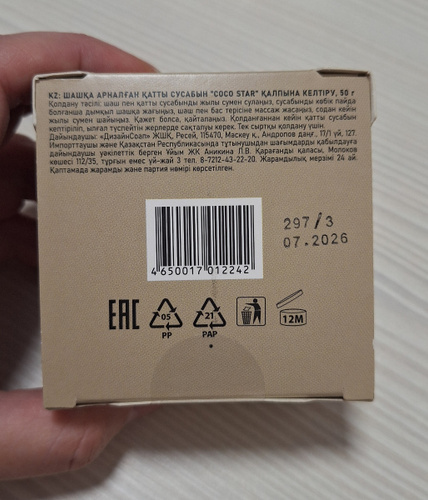 KZ: ШАШҚА АРНАЛҒАН ҚАТТЫ СУСАБЫН "COCO STAR" ҚАЛПЫНА КЕЛТІРУ, 50 г
Қолдану тәсілі: шаш пен қатты сусабынды жылы сумен сулаңыз, сусабынды көбік пайда
болғанша дымқыл шашқа жағыңыз, шаш пен бас терісіне массаж жасаңыз, содан кейін
жылы сумен шайыңыз. Қажет болса, қайталаңыз. Қолданғаннан кейін қатты сусабын
кептіріліп, ылғал түспейтін жерлерде сақталуы керек. Тек сыртқы қолдану үшін.
Дайындаушы: «ДизайнСоап» ЖШҚ, Ресей, 115470, Мәскеу қ., Андропов даңғ., 17/1 үй, 127.
Импорттаушы және Қазақстан Республикасында тұтынушыдан шағымдарды қабылдауға
дайындаушы уәкілеттік берген Ұйым ЖК Аникина Л.В. Қарағанды қаласы, Молоков
көшесі 112/35, тұрғын емес үй-жай 3 тел. 8-7212-43-22-20. Жарамдылық мерзімі 24 ай.
Қаптамада жарамды және партия нөмірі көрсетілген.
297/3
07.2026
4 650017 012242
EAC 05 21 12M
PP PAP